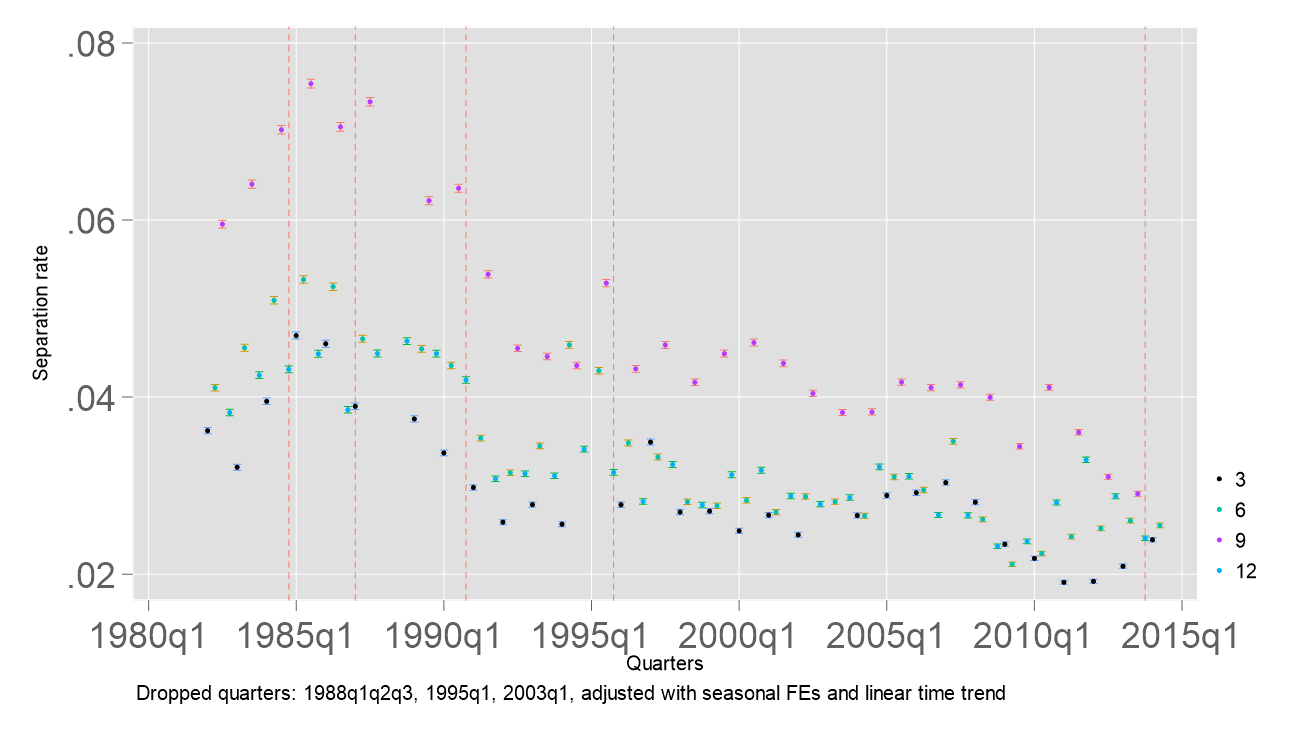 .08
.06
.04
.02
Separation rate
1980q1 1985q1 1990q1 1995q1 2000q1 2005q1 2010q1 2015q1
Quarters
3
6
9
12
Dropped quarters: 1988q1q2q3, 1995q1, 2003q1, adjusted with seasonal FEs and linear time trend